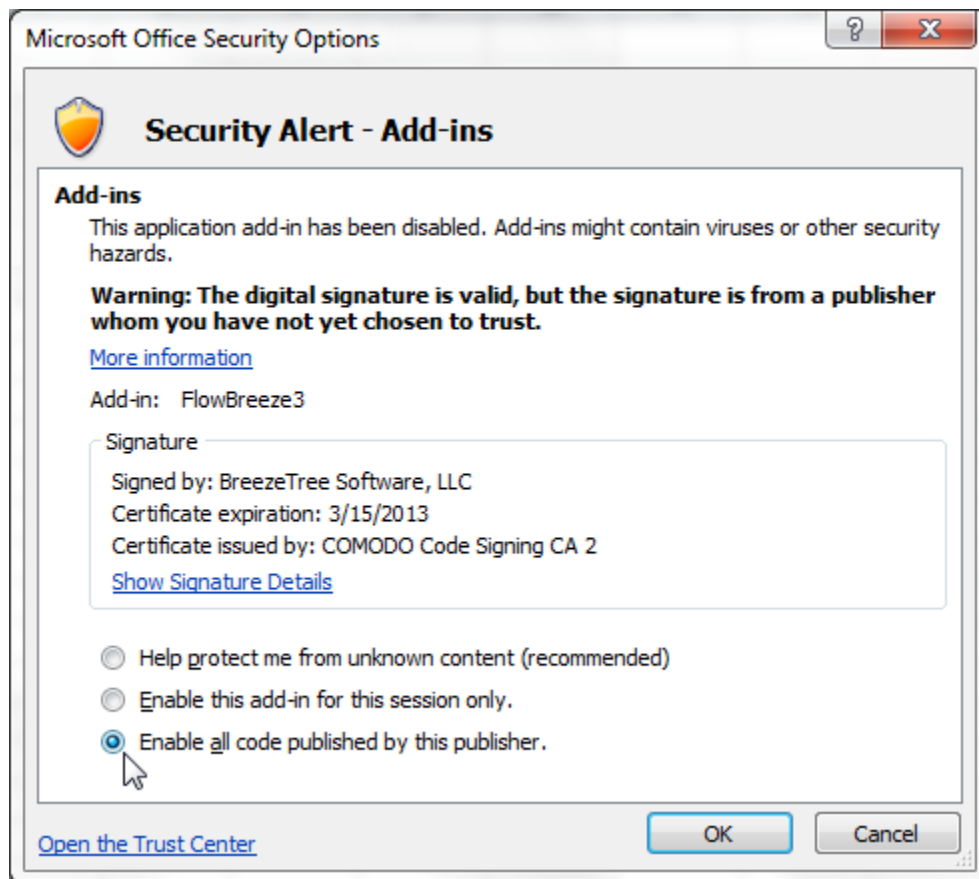 Microsoft Office Security Options
Security Alert - Add-ins
Add-ins
This application add-in has been disabled. Add-ins might contain viruses or other security
hazards.
Warning: The digital signature is valid, but the signature is from a publisher
whom you have not yet chosen to trust.
More information
Add-in: FlowBreeze3
Signature
Signed by: BreezeTree Software, LLC
Certificate expiration: 3/15/2013
Certificate issued by: COMODO Code Signing CA 2
Show Signature Details
Help protect me from unknown content (recommended)
Enable this add-in for this session only.
Enable all code published by this publisher.
Open the Trust Center
OK
Cancel